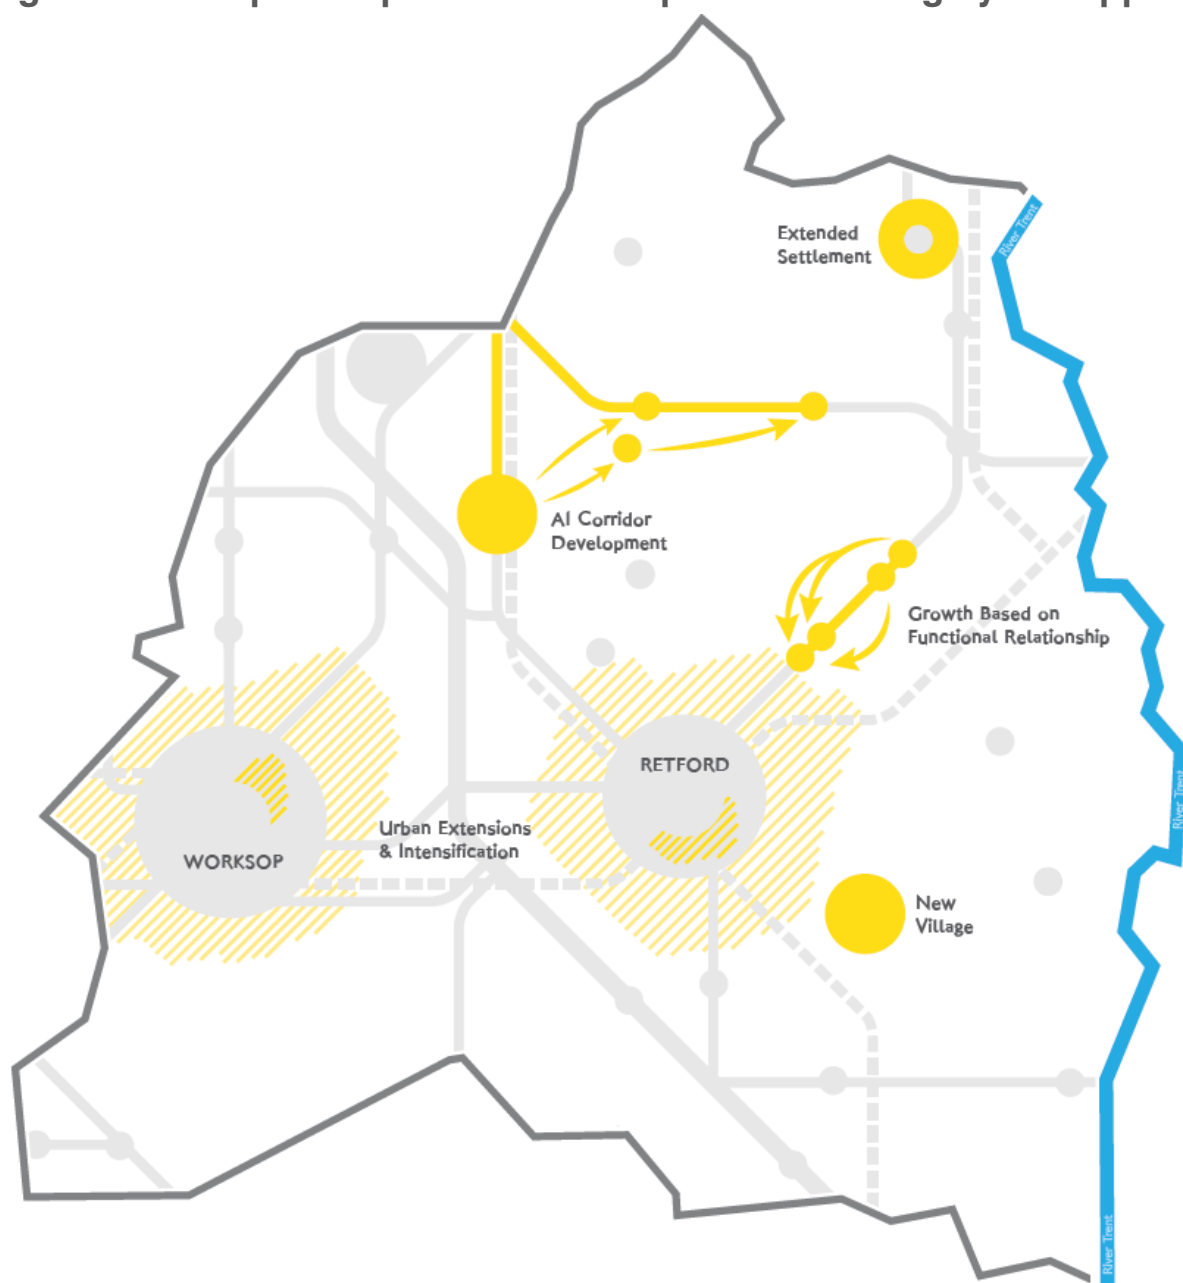 Extended
Settlement
River Trent
A1 Corridor
Development
Growth Based on
Functional Relationship
RETFORD
River Trent
Urban Extensions
& Intensification
WORKSOP
New
Village
River Trent